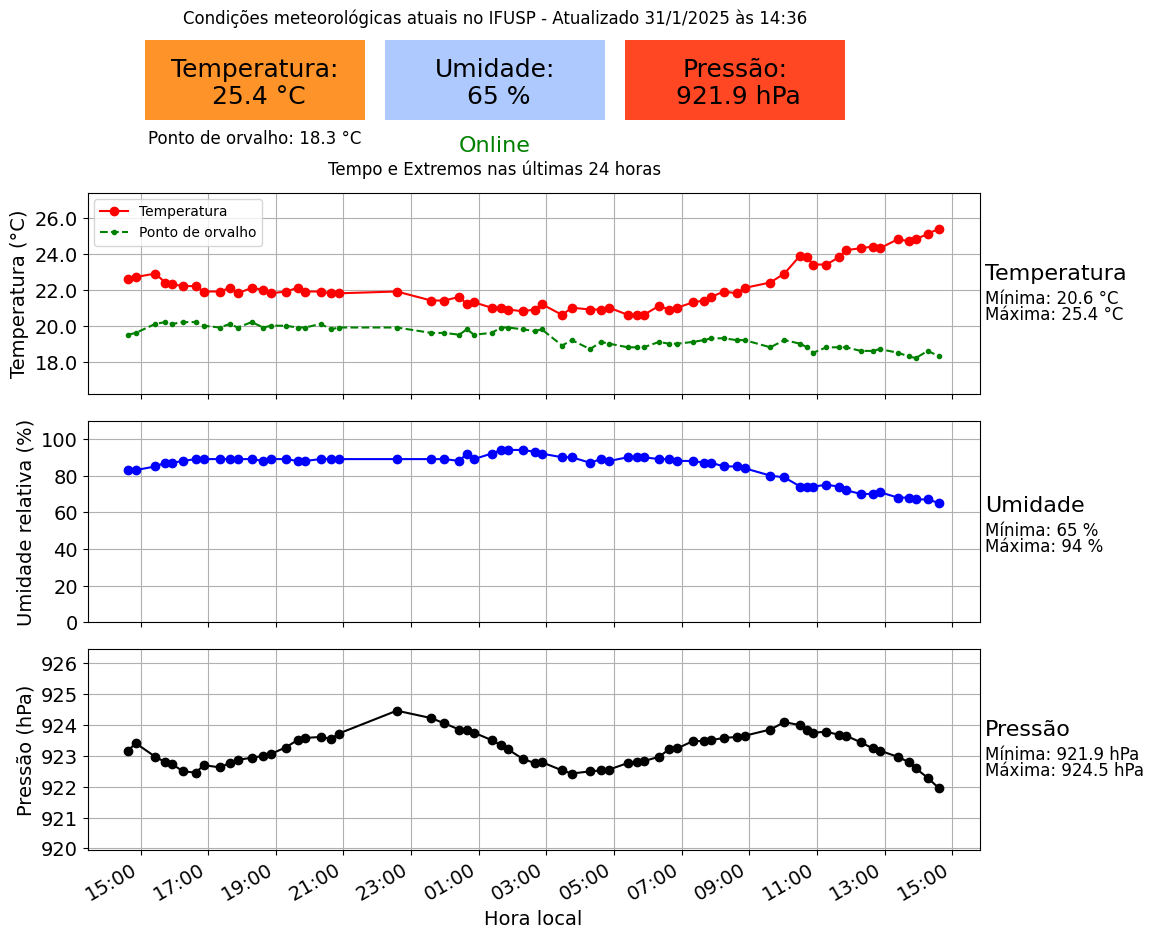 Condições meteorológicas atuais no IFUSP - Atualizado 31/1/2025 às 14:36
Temperatura:
25.4 °C
Umidade:
65 %
Pressão:
921.9 hPa
Ponto de orvalho: 18.3 °C
Online
Tempo e Extremos nas últimas 24 horas
Temperatura (°C)
26.0
24.0
22.0
20.0
18.0
Temperatura
Ponto de orvalho
Temperatura
Mínima: 20.6 °C
Máxima: 25.4 °C
Umidade relativa (%)
100
80
60
40
20
0
Umidade
Mínima: 65 %
Máxima: 94 %
Pressão (hPa)
926
925
924
923
922
921
920
Pressão
Mínima: 921.9 hPa
Máxima: 924.5 hPa
15:00 17:00 19:00 21:00 23:00 01:00 03:00 05:00 07:00 09:00 11:00 13:00 15:00
Hora local